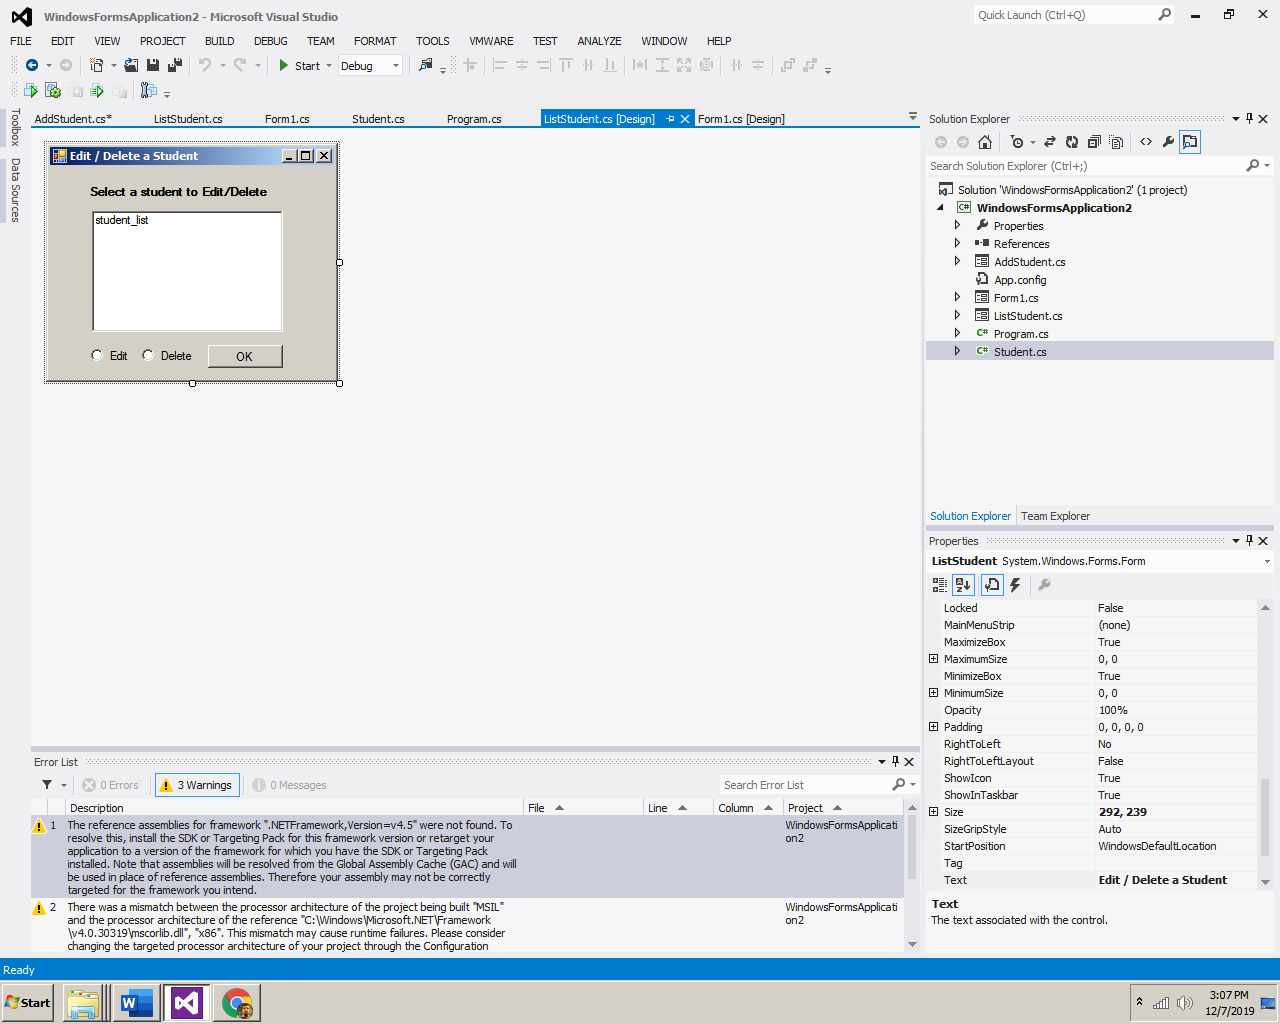 WindowsFormsApplication2 - Microsoft Visual Studio
Quick Launch (Ctrl+Q)
FILE EDIT VIEW PROJECT BUILD DEBUG TEAM FORMAT TOOLS VMWARE TEST ANALYZE WINDOW HELP
Start Debug
Toolbox
Data Sources
AddStudent.cs* ListStudent.cs Form1.cs Student.cs Program.cs ListStudent.cs [Design] Form1.cs [Design]
Edit / Delete a Student
Select a student to Edit/Delete
student_list
Edit Delete OK
Solution Explorer
Search Solution Explorer (Ctrl+;)
Solution 'WindowsFormsApplication2' (1 project)
C# WindowsFormsApplication2
Properties
References
AddStudent.cs
App.config
Form1.cs
ListStudent.cs
C# Program.cs
C# Student.cs
Solution Explorer Team Explorer
Properties
ListStudent System.Windows.Forms.Form
Locked False
MainMenuStrip (none)
MaximizeBox True
MaximumSize 0, 0
MinimizeBox True
MinimumSize 0, 0
Opacity 100%
Padding 0, 0, 0, 0
RightToLeft No
RightToLeftLayout False
ShowIcon True
ShowInTaskbar True
Size 292, 239
SizeGripStyle Auto
StartPosition WindowsDefaultLocation
Tag
Text Edit / Delete a Student
Text
The text associated with the control.
Error List
0 Errors 3 Warnings 0 Messages
Search Error List
Description File Line Column Project
1 The reference assemblies for framework ".NETFramework,Version=v4.5" were not found. To WindowsFormsApplicati
resolve this, install the SDK or Targeting Pack for this framework version or retarget your on2
application to a version of the framework for which you have the SDK or Targeting Pack
installed. Note that assemblies will be resolved from the Global Assembly Cache (GAC) and will
be used in place of reference assemblies. Therefore your assembly may not be correctly
targeted for the framework you intend.
2 There was a mismatch between the processor architecture of the project being built "MSIL" WindowsFormsApplicati
and the processor architecture of the reference "C:\Windows\Microsoft.NET\Framework on2
\v4.0.30319\mscorlib.dll", "x86". This mismatch may cause runtime failures. Please consider
changing the targeted processor architecture of your project through the Configuration
Ready
Start
3:07 PM
12/7/2019